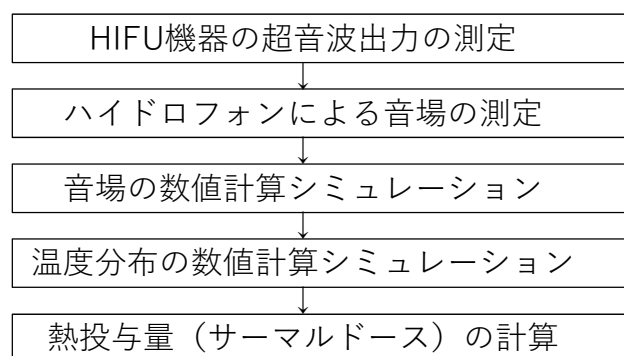 HIFU機器の超音波出力の測定
ハイドロフォンによる音場の測定
音場の数値計算シミュレーション
温度分布の数値計算シミュレーション
熱投与量（サーマルドース）の計算